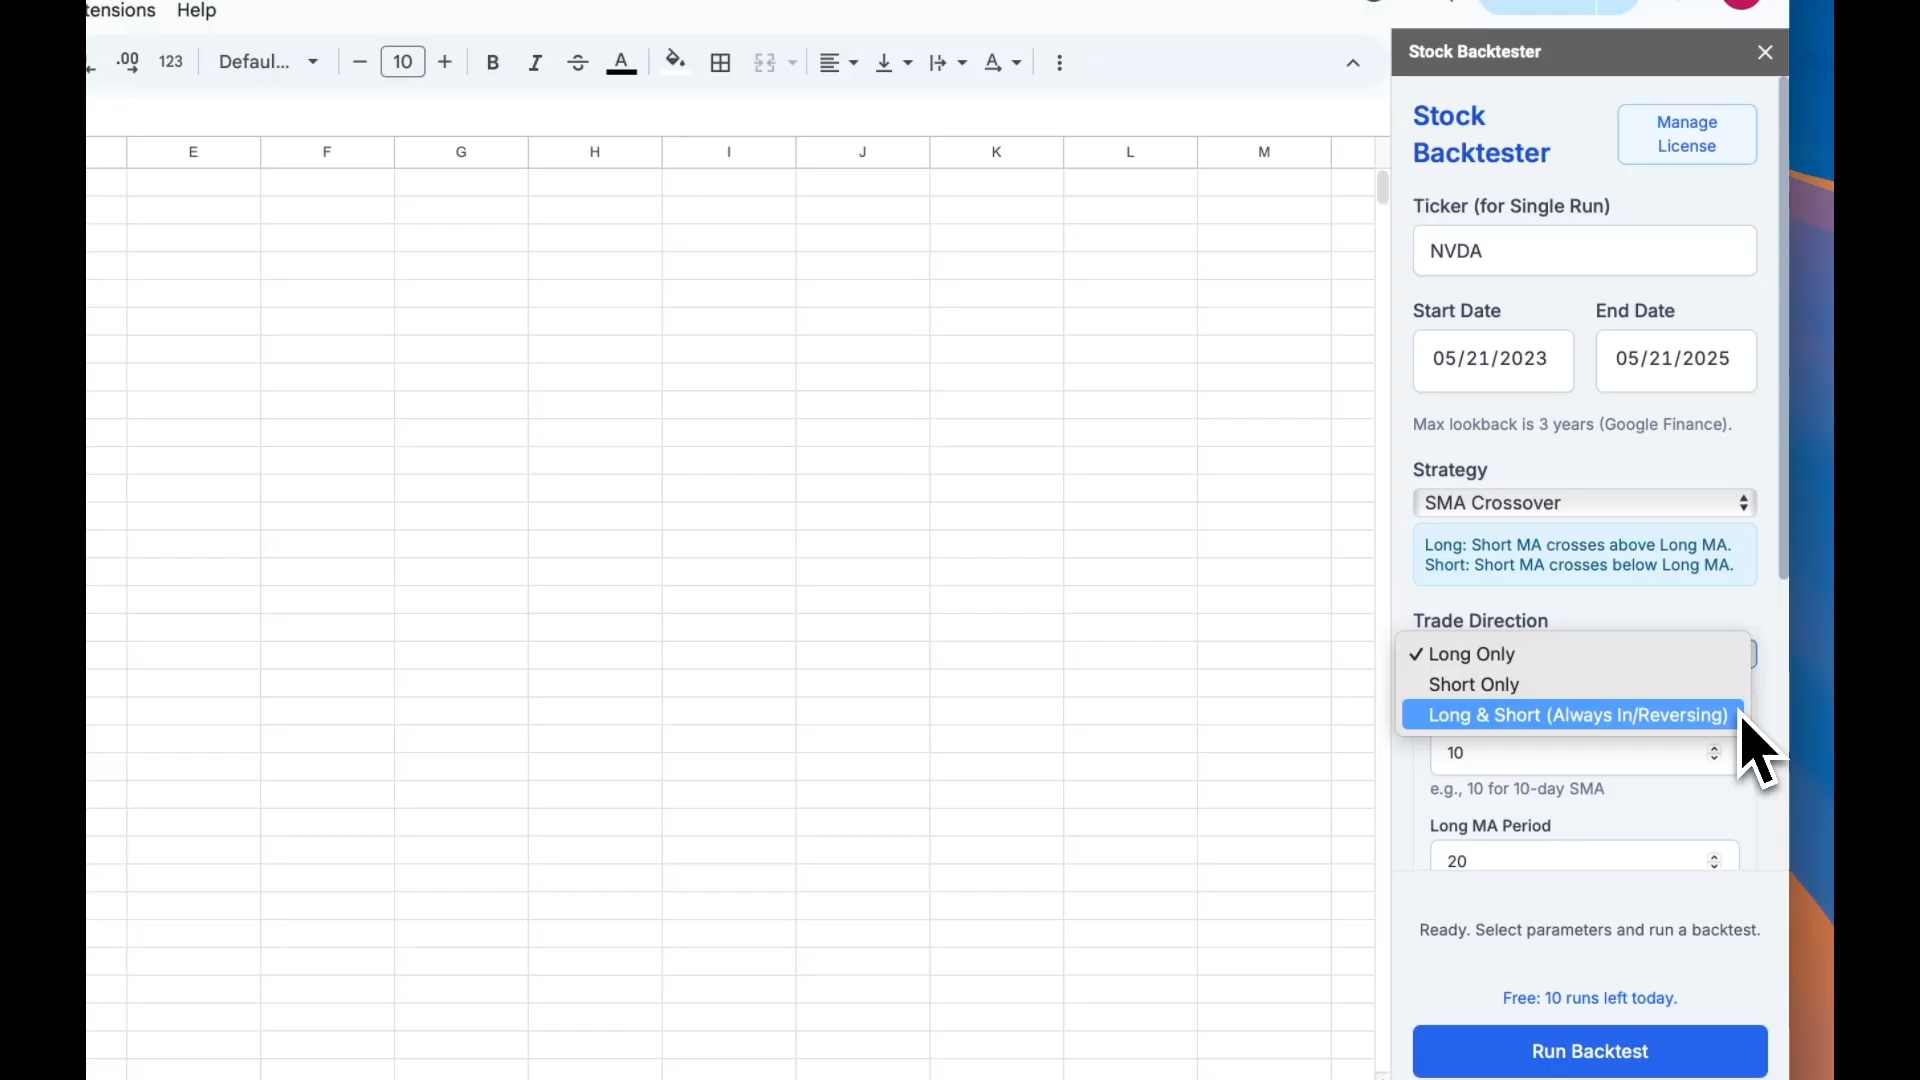 tensions Help
.00 123 Defaul... 10 B I S A A
Stock Backtester
E F G H I J K L M
Stock
Backtester
Manage
License
Ticker (for Single Run)
NVDA
Start Date End Date
05/21/2023 05/21/2025
Max lookback is 3 years (Google Finance).
Strategy
SMA Crossover
Long: Short MA crosses above Long MA.
Short: Short MA crosses below Long MA.
Trade Direction
Long Only
Short Only
Long & Short (Always In/Reversing)
10
e.g., 10 for 10-day SMA
Long MA Period
20
Ready. Select parameters and run a backtest.
Free: 10 runs left today.
Run Backtest